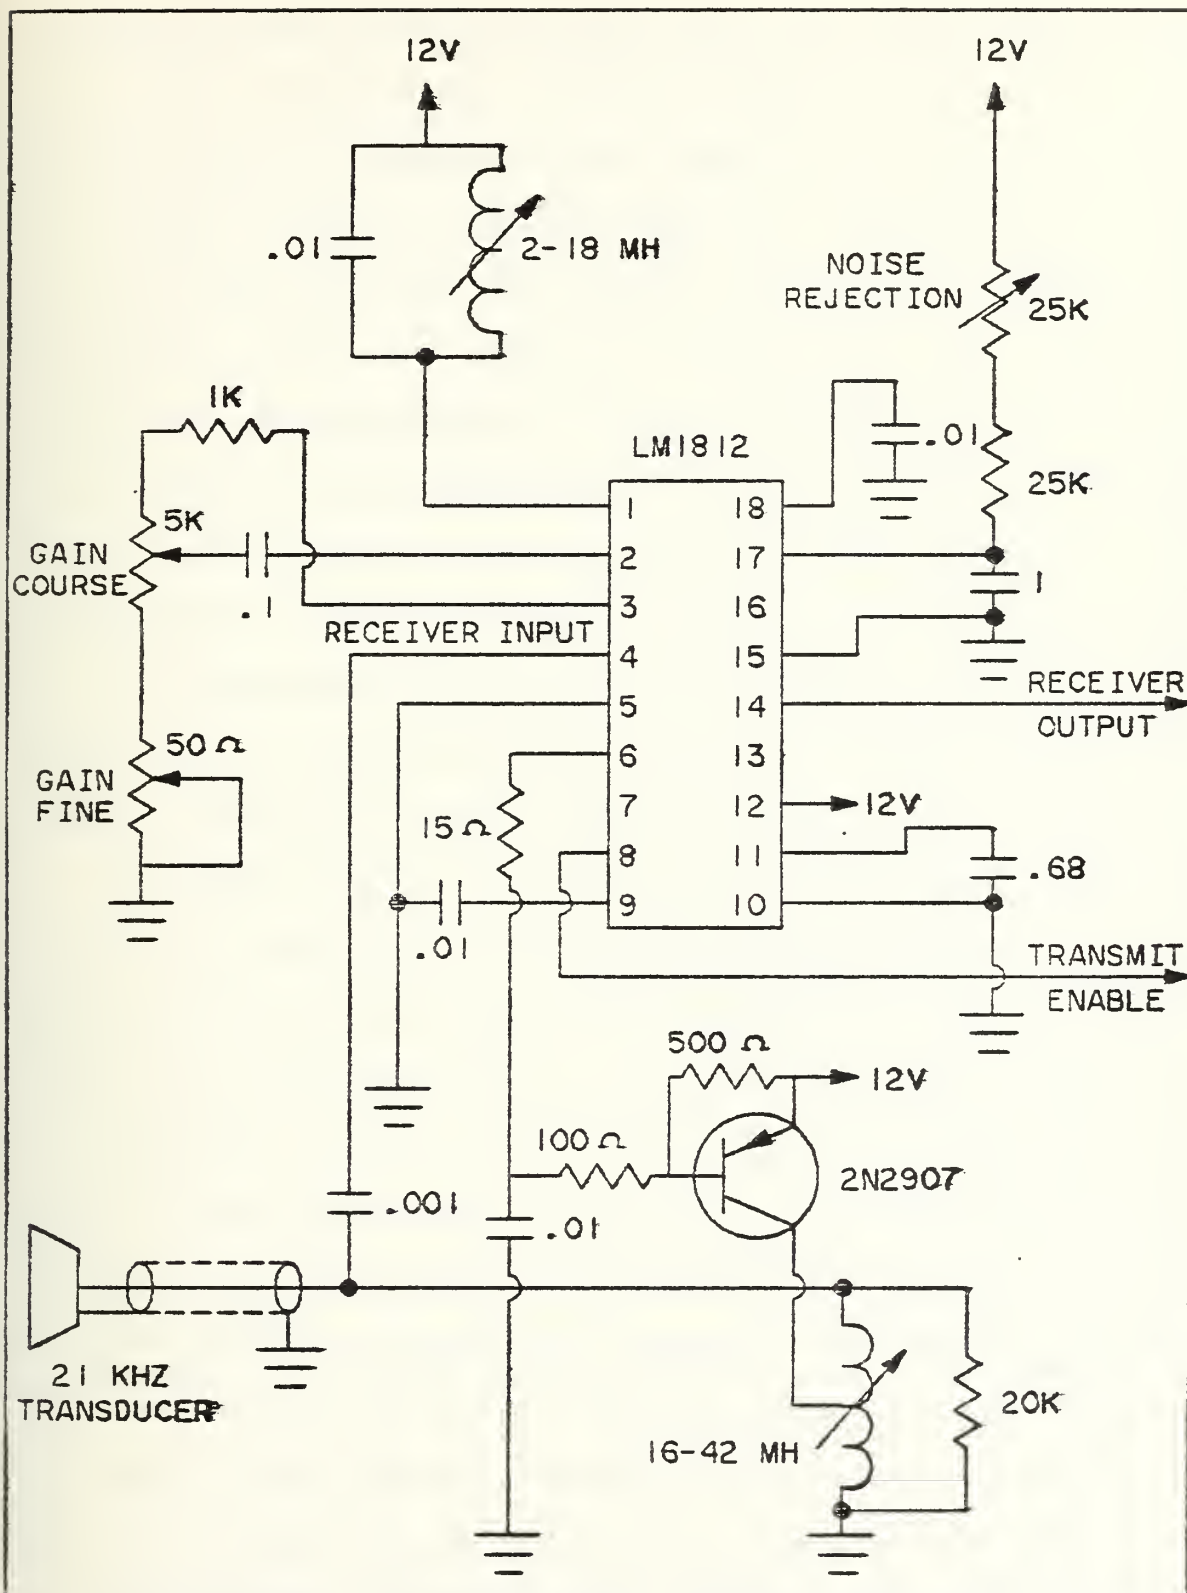 12V
12V
.01
2-18 MH
NOISE
REJECTION
25K
1K
LM1812
.01
25K
5K
GAIN
COURSE
.1
1
2
3
4
5
6
7
8
9
18
17
16
15
14
13
12
11
10
1
RECEIVER INPUT
RECEIVER
OUTPUT
50 Ω
GAIN
FINE
15 Ω
12V
.68
.01
TRANSMIT
ENABLE
500 Ω
12V
100 Ω
2N2907
.001
.01
21 KHZ
TRANSDUCER
16-42 MH
20K